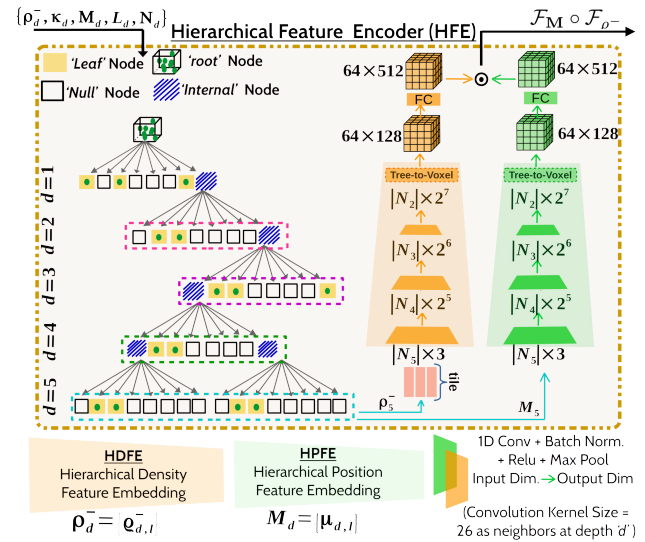 {ρ_d^-, κ_d, M_d, L_d, N_d}
Hierarchical Feature Encoder (HFE)
ℱ_M ∘ ℱ_ρ-
'Leaf' Node
'root' Node
'Null' Node
'Internal' Node
d=1
d=2
d=3
d=4
d=5
64×512
64×512
FC
FC
64×128
64×128
Tree-to-Voxel
Tree-to-Voxel
|N_2|×2^7
|N_2|×2^7
|N_3|×2^6
|N_3|×2^6
|N_4|×2^5
|N_4|×2^5
|N_5|×3
|N_5|×3
tile
ρ_5^-
M_5
HDFE
Hierarchical Density
Feature Embedding
ρ_d^- = [ϱ_{d,l}^-]
HPFE
Hierarchical Position
Feature Embedding
M_d = [μ_{d,l}]
1D Conv + Batch Norm.
+ Relu + Max Pool
Input Dim. → Output Dim
(Convolution Kernel Size =
26 as neighbors at depth 'd' )